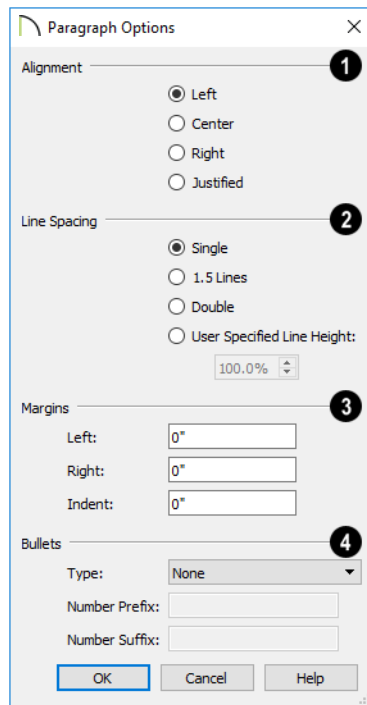 Paragraph Options
Alignment 1
Left
Center
Right
Justified
Line Spacing 2
Single
1.5 Lines
Double
User Specified Line Height:
100.0%
Margins 3
Left: 0"
Right: 0"
Indent: 0"
Bullets 4
Type: None
Number Prefix:
Number Suffix:
OK Cancel Help